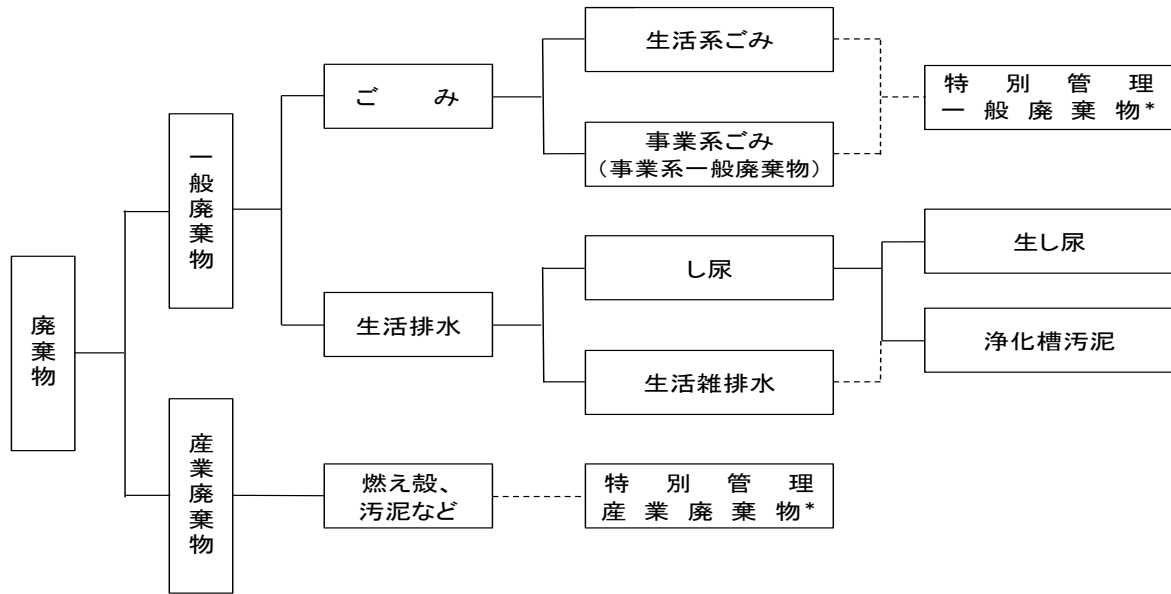 廃棄物
一般廃棄物
ごみ
生活系ごみ
事業系ごみ
（事業系一般廃棄物）
特別管理
一般廃棄物*
生活排水
し尿
生し尿
浄化槽汚泥
生活雑排水
産業廃棄物
燃え殻、
汚泥など
特別管理
産業廃棄物*